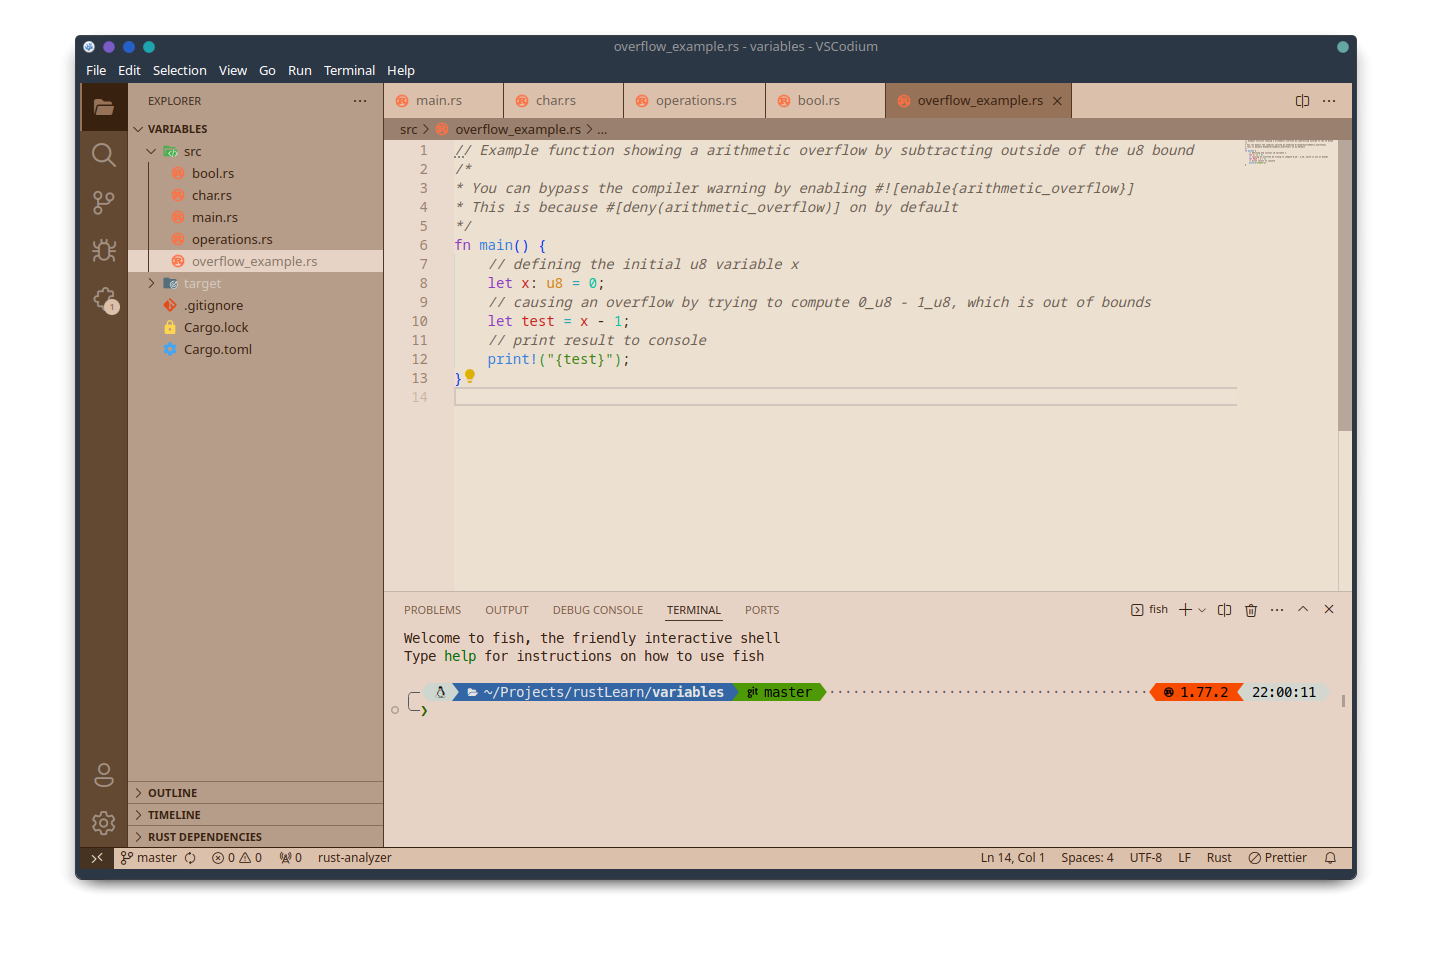 overflow_example.rs - variables - VSCodium
File Edit Selection View Go Run Terminal Help
EXPLORER
VARIABLES
src
bool.rs
char.rs
main.rs
operations.rs
overflow_example.rs
target
.gitignore
Cargo.lock
Cargo.toml
1
OUTLINE
TIMELINE
RUST DEPENDENCIES
main.rs char.rs operations.rs bool.rs overflow_example.rs
src > overflow_example.rs > ...
1 // Example function showing a arithmetic overflow by subtracting outside of the u8 bound
2 /*
3 * You can bypass the compiler warning by enabling #![enable{arithmetic_overflow}]
4 * This is because #[deny(arithmetic_overflow)] on by default
5 */
6 fn main() {
7 // defining the initial u8 variable x
8 let x: u8 = 0;
9 // causing an overflow by trying to compute 0_u8 - 1_u8, which is out of bounds
10 let test = x - 1;
11 // print result to console
12 print!("{test}");
13 }
14
PROBLEMS OUTPUT DEBUG CONSOLE TERMINAL PORTS fish
Welcome to fish, the friendly interactive shell
Type help for instructions on how to use fish
~/Projects/rustLearn/variables git master 1.77.2 22:00:11
❯
master 0 0 0 rust-analyzer Ln 14, Col 1 Spaces: 4 UTF-8 LF Rust Prettier